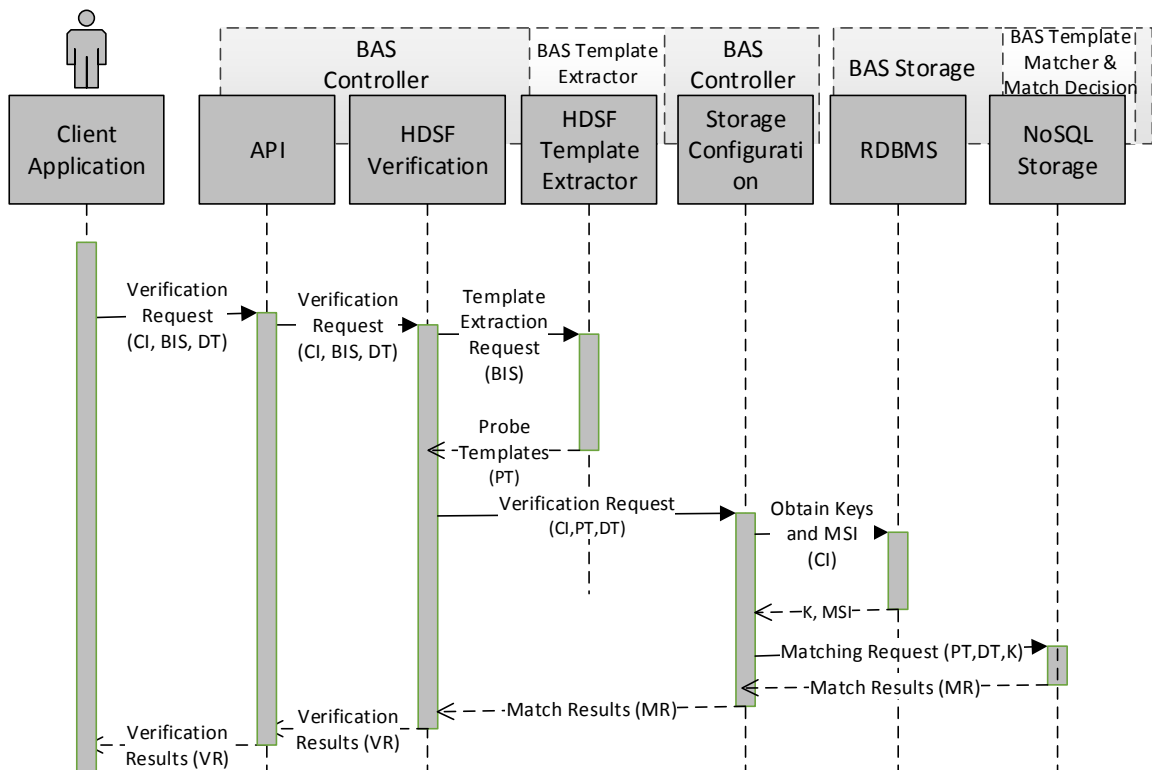 BAS
Controller
BAS Template
Extractor
BAS
Controller
BAS Storage
BAS Template
Matcher &
Match Decision
Client
Application
API
HDSF
Verification
HDSF
Template
Extractor
Storage
Configurati
on
RDBMS
NoSQL
Storage
Verification
Request
(CI, BIS, DT)
Verification
Request
(CI, BIS, DT)
Template
Extraction
Request
(BIS)
Probe
Templates
(PT)
Verification Request
(CI,PT,DT)
Obtain Keys
and MSI
(CI)
K, MSI
Matching Request (PT,DT,K)
Match Results (MR)
Match Results (MR)
Verification
Results (VR)
Verification
Results (VR)